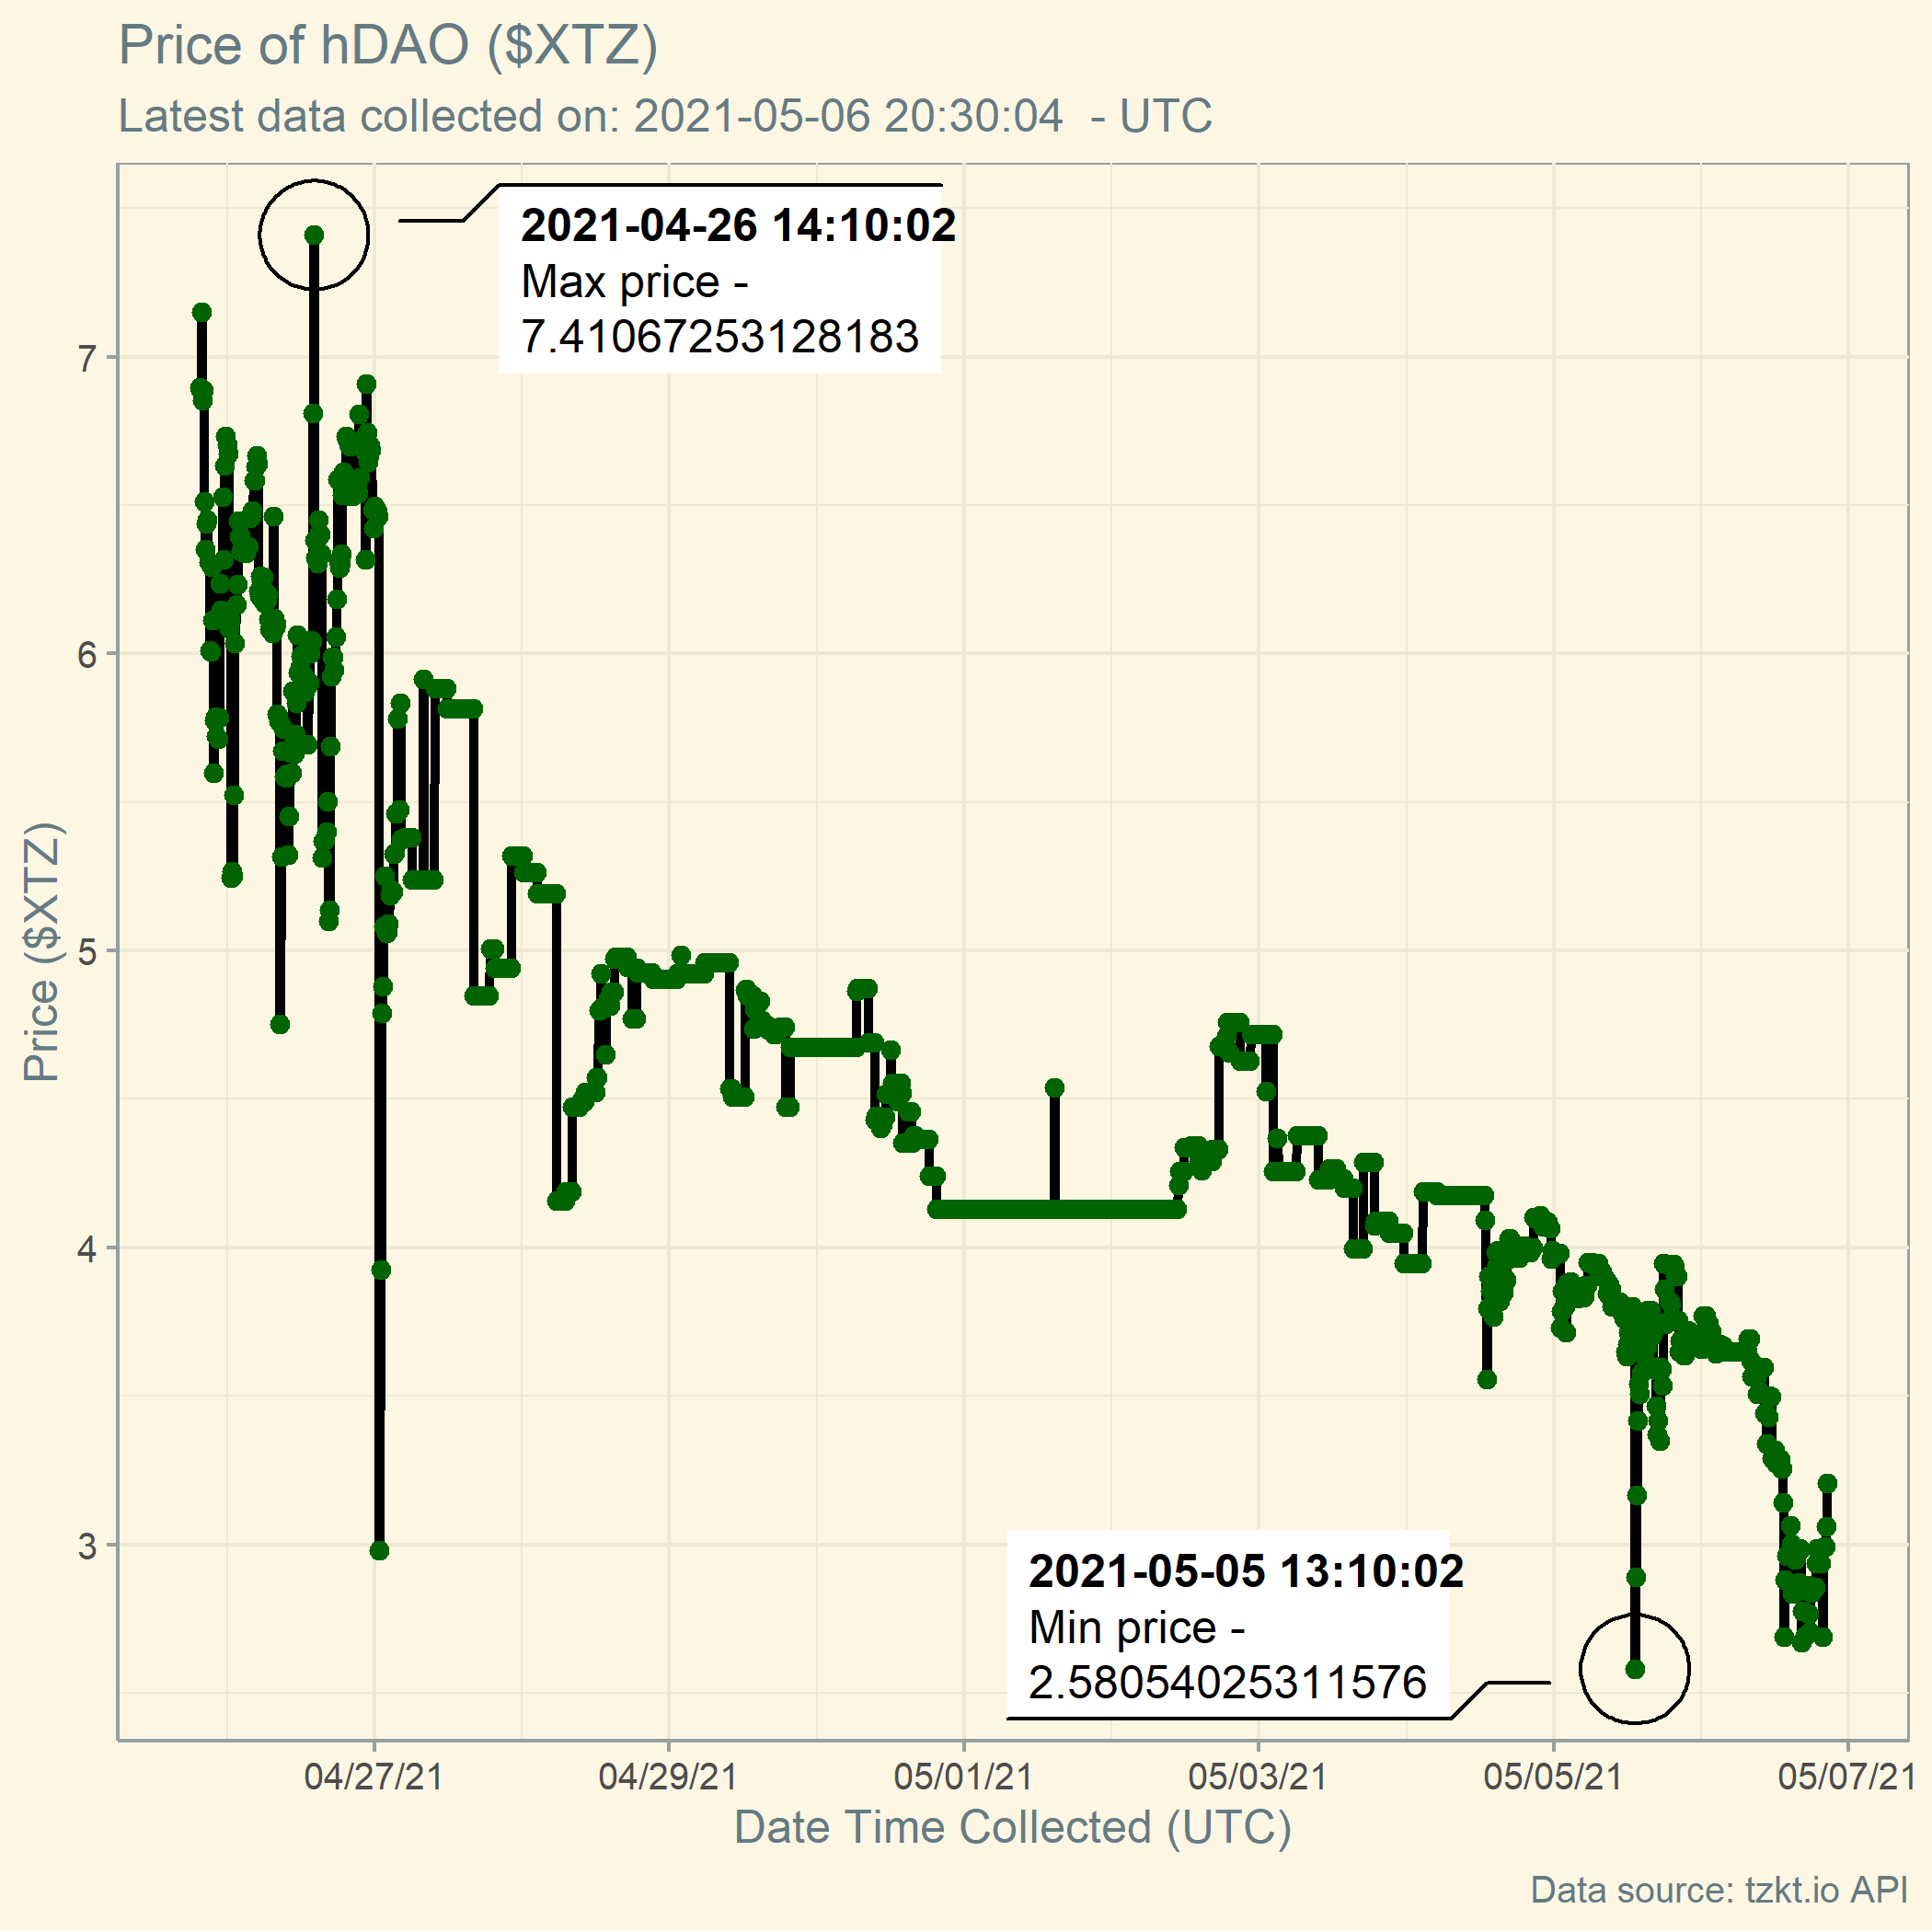 Price of hDAO ($XTZ)
Latest data collected on: 2021-05-06 20:30:04  - UTC
2021-04-26 14:10:02
Max price -
7.41067253128183
7
6
5
4
3
Price ($XTZ)
2021-05-05 13:10:02
Min price -
2.58054025311576
04/27/21 04/29/21 05/01/21 05/03/21 05/05/21 05/07/21
Date Time Collected (UTC)
Data source: tzkt.io API